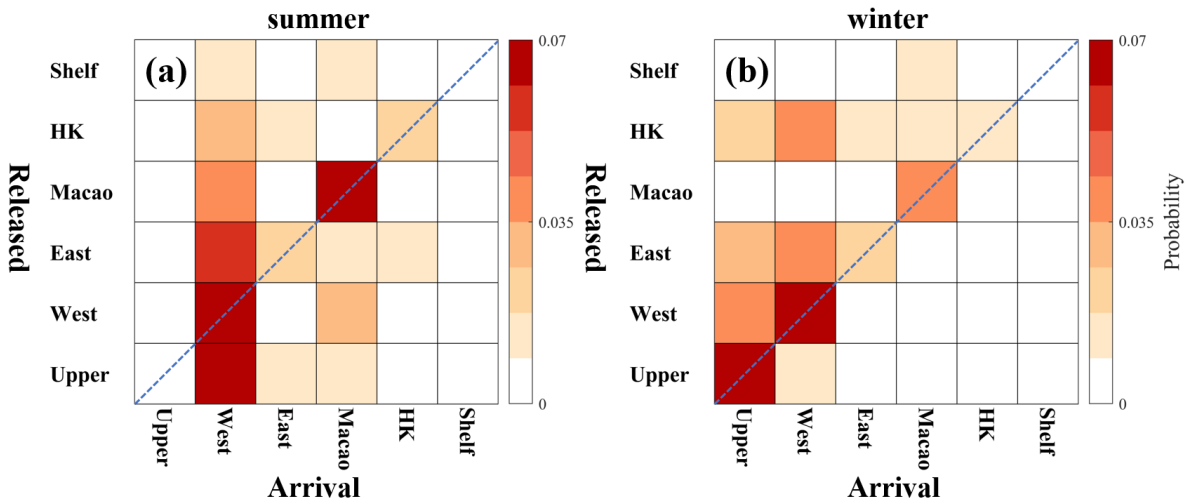 summer
(a)
Released
Shelf
HK
Macao
East
West
Upper
Upper
West
East
Macao
HK
Shelf
Arrival
0.07
0.035
0
winter
(b)
Released
Shelf
HK
Macao
East
West
Upper
Upper
West
East
Macao
HK
Shelf
Arrival
0.07
0.035
0
Probability